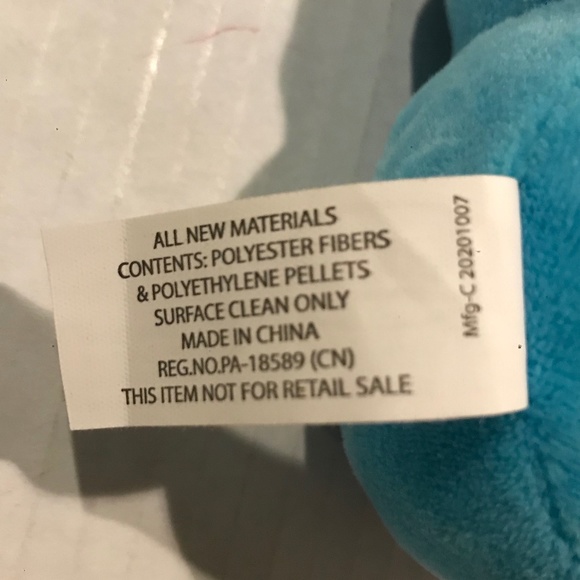 ALL NEW MATERIALS
CONTENTS: POLYESTER FIBERS
& POLYETHYLENE PELLETS
SURFACE CLEAN ONLY
MADE IN CHINA
REG.NO.PA-18589 (CN)
THIS ITEM NOT FOR RETAIL SALE
Mfg-C 20201007